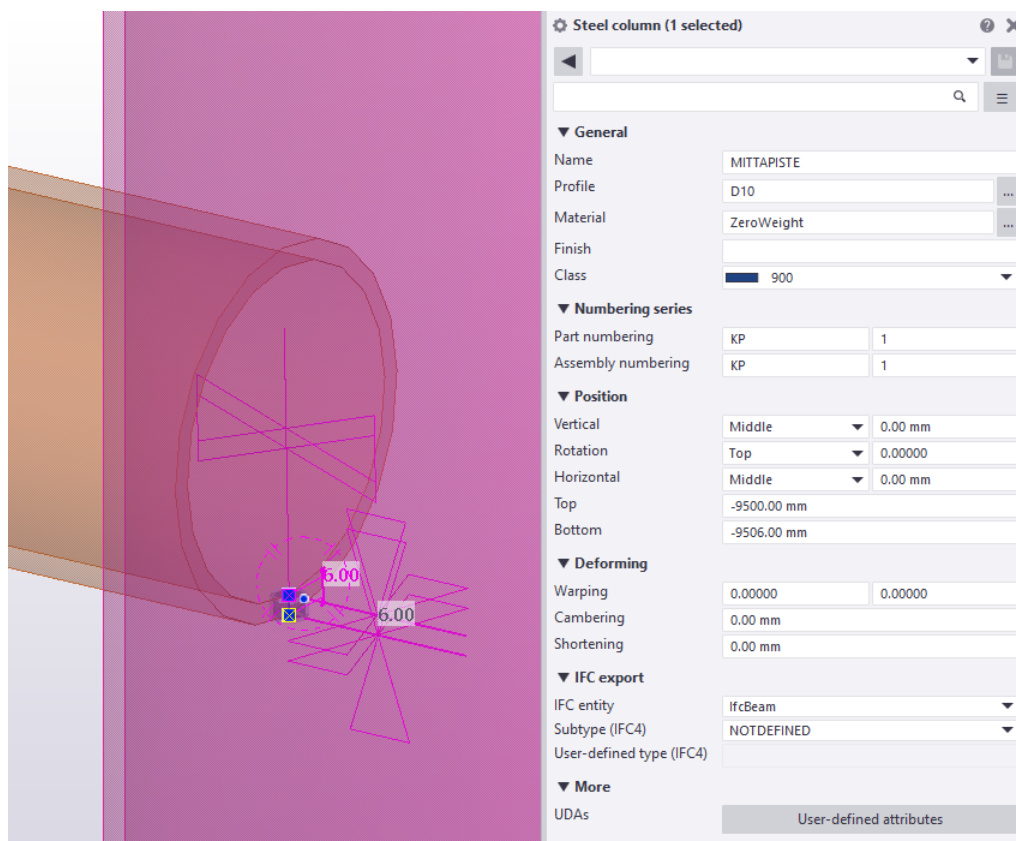 Steel column (1 selected)
General
Name MITTAPISTE
Profile D10 ...
Material ZeroWeight ...
Finish
Class 900
Numbering series
Part numbering KP 1
Assembly numbering KP 1
Position
Vertical Middle 0.00 mm
Rotation Top 0.00000
Horizontal Middle 0.00 mm
Top -9500.00 mm
Bottom -9506.00 mm
Deforming
Warping 0.00000 0.00000
Cambering 0.00 mm
Shortening 0.00 mm
IFC export
IFC entity IfcBeam
Subtype (IFC4) NOTDEFINED
User-defined type (IFC4)
More
UDAs User-defined attributes
6.00
6.00